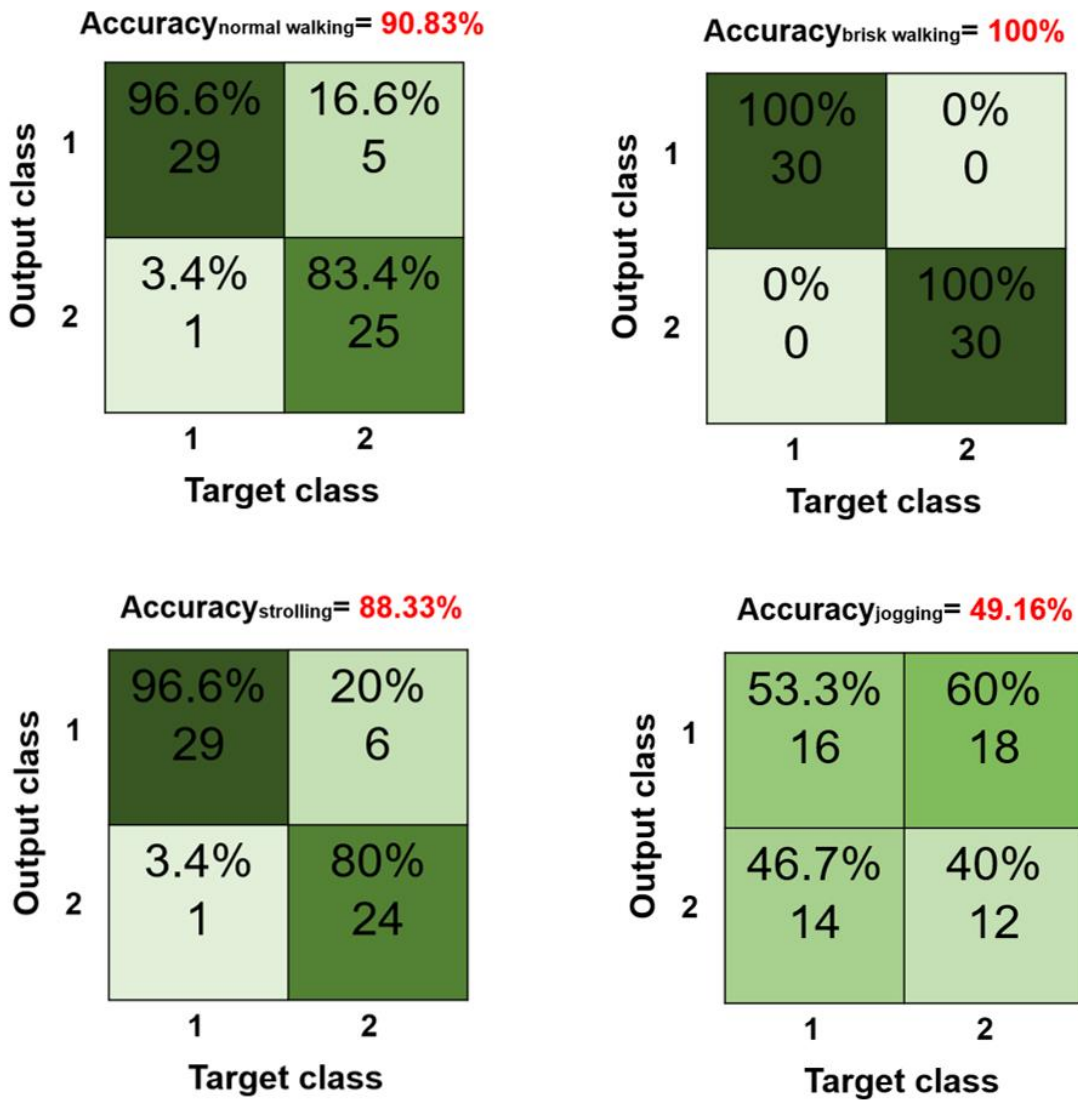 Accuracynormal walking= 90.83%
96.6% 16.6%
1
29 5
3.4% 83.4%
2
1 25
Output class
1 2
Target class
Accuracybrisk walking= 100%
100% 0%
1
30 0
0% 100%
2
0 30
Output class
1 2
Target class
Accuracystrolling= 88.33%
96.6% 20%
1
29 6
3.4% 80%
2
1 24
Output class
1 2
Target class
Accuracyjogging= 49.16%
53.3% 60%
1
16 18
46.7% 40%
2
14 12
Output class
1 2
Target class